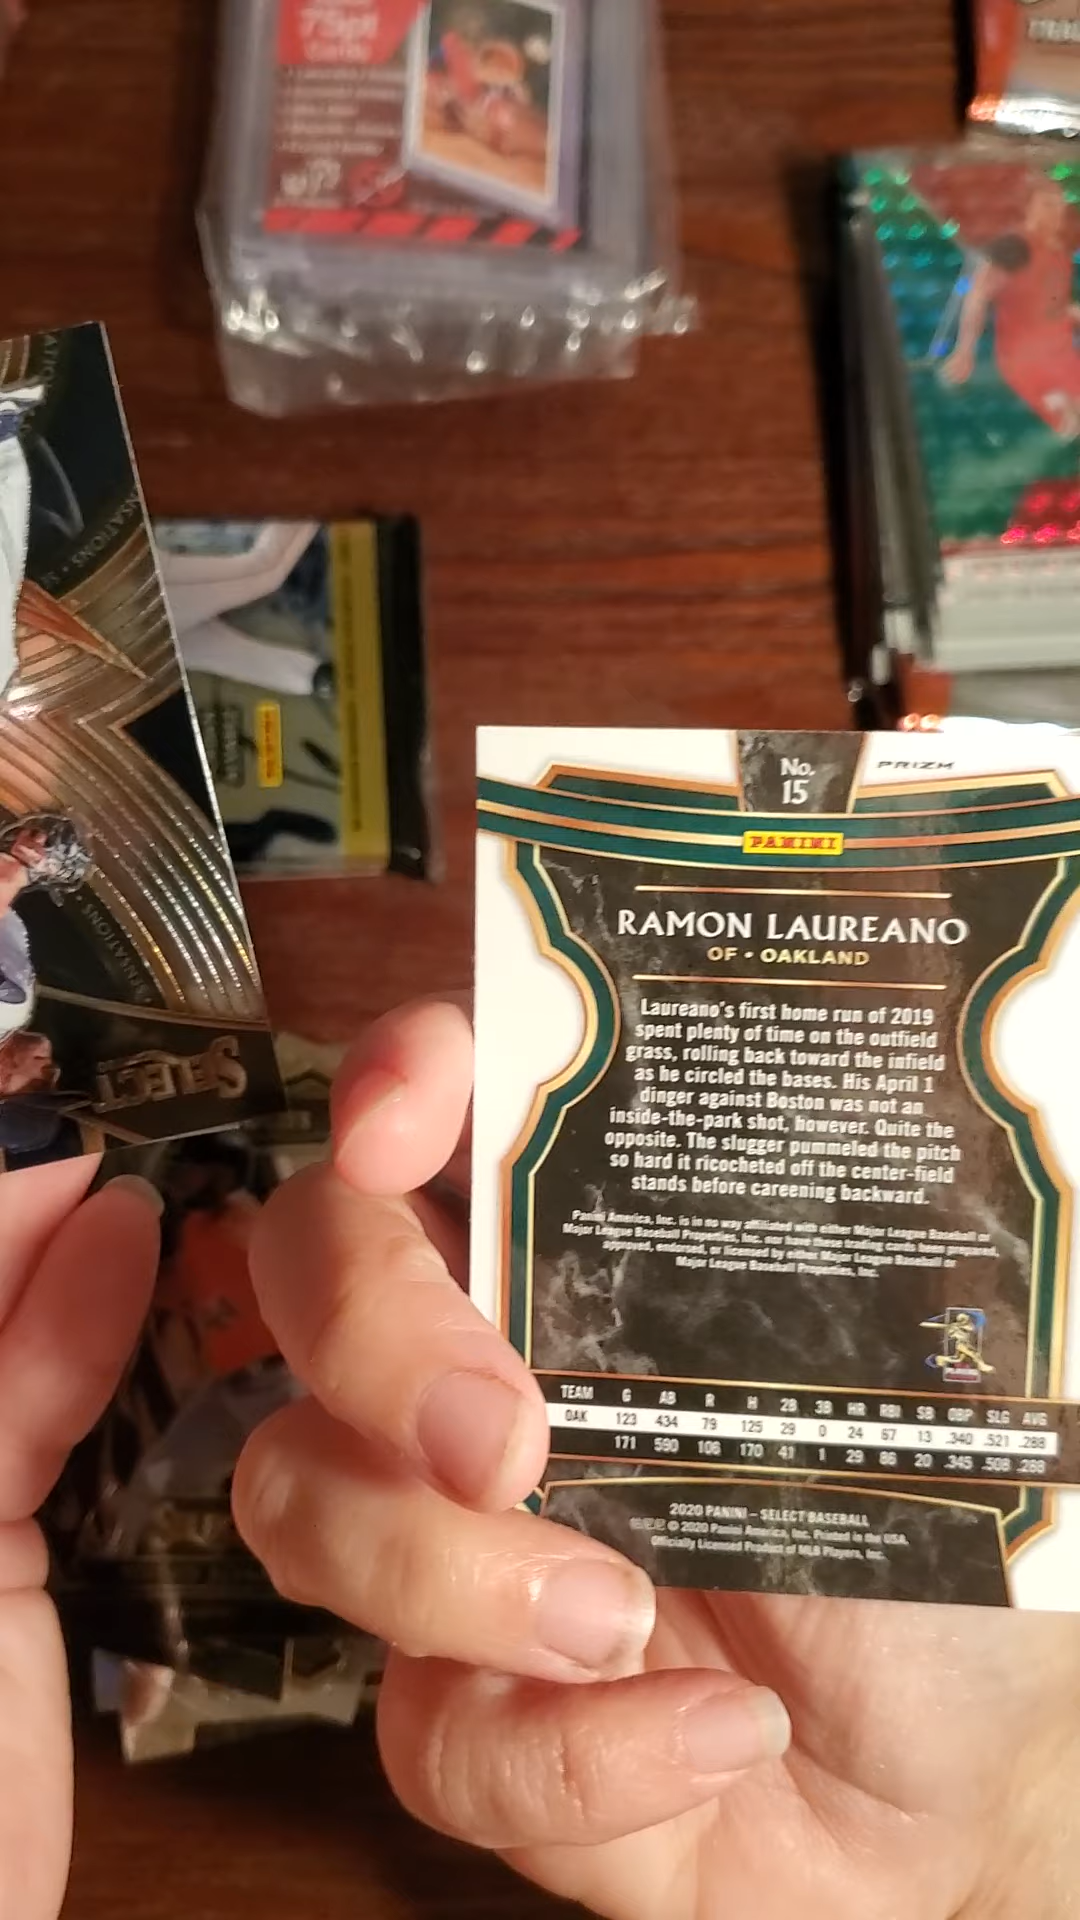 75pt
No.
15
PRIZM
PANINI
RAMON LAUREANO
OF • OAKLAND
Laureano's first home run of 2019
spent plenty of time on the outfield
grass, rolling back toward the infield
as he circled the bases. His April 1
dinger against Boston was not an
inside-the-park shot, however. Quite the
opposite. The slugger pummeled the pitch
so hard it ricocheted off the center-field
stands before careening backward.
Panini America, Inc. is in no way affiliated with either Major League Baseball or
Major League Baseball Properties, Inc. nor have these trading cards been prepared,
approved, endorsed, or licensed by either Major League Baseball or
Major League Baseball Properties, Inc.
TEAM G AB R H 2B 3B HR RBI SB OBP SLG AVG
OAK 123 434 79 125 29 0 24 67 13 .340 .521 .288
171 590 106 170 41 1 29 86 20 .345 .508 .288
2020 PANINI – SELECT BASEBALL
© 2020 Panini America, Inc. Printed in the USA.
Officially Licensed Product of MLB Players, Inc.
SELECT